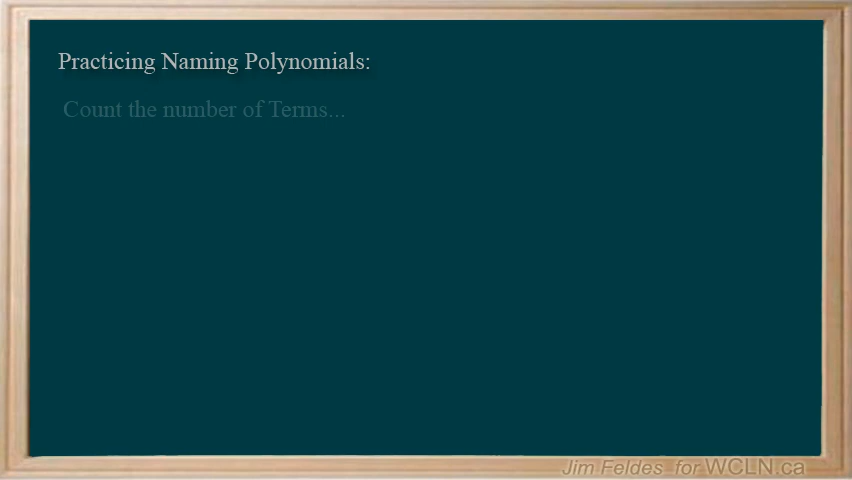 Practicing Naming Polynomials:
Count the number of Terms...
Jim Feldes for WCLN.ca